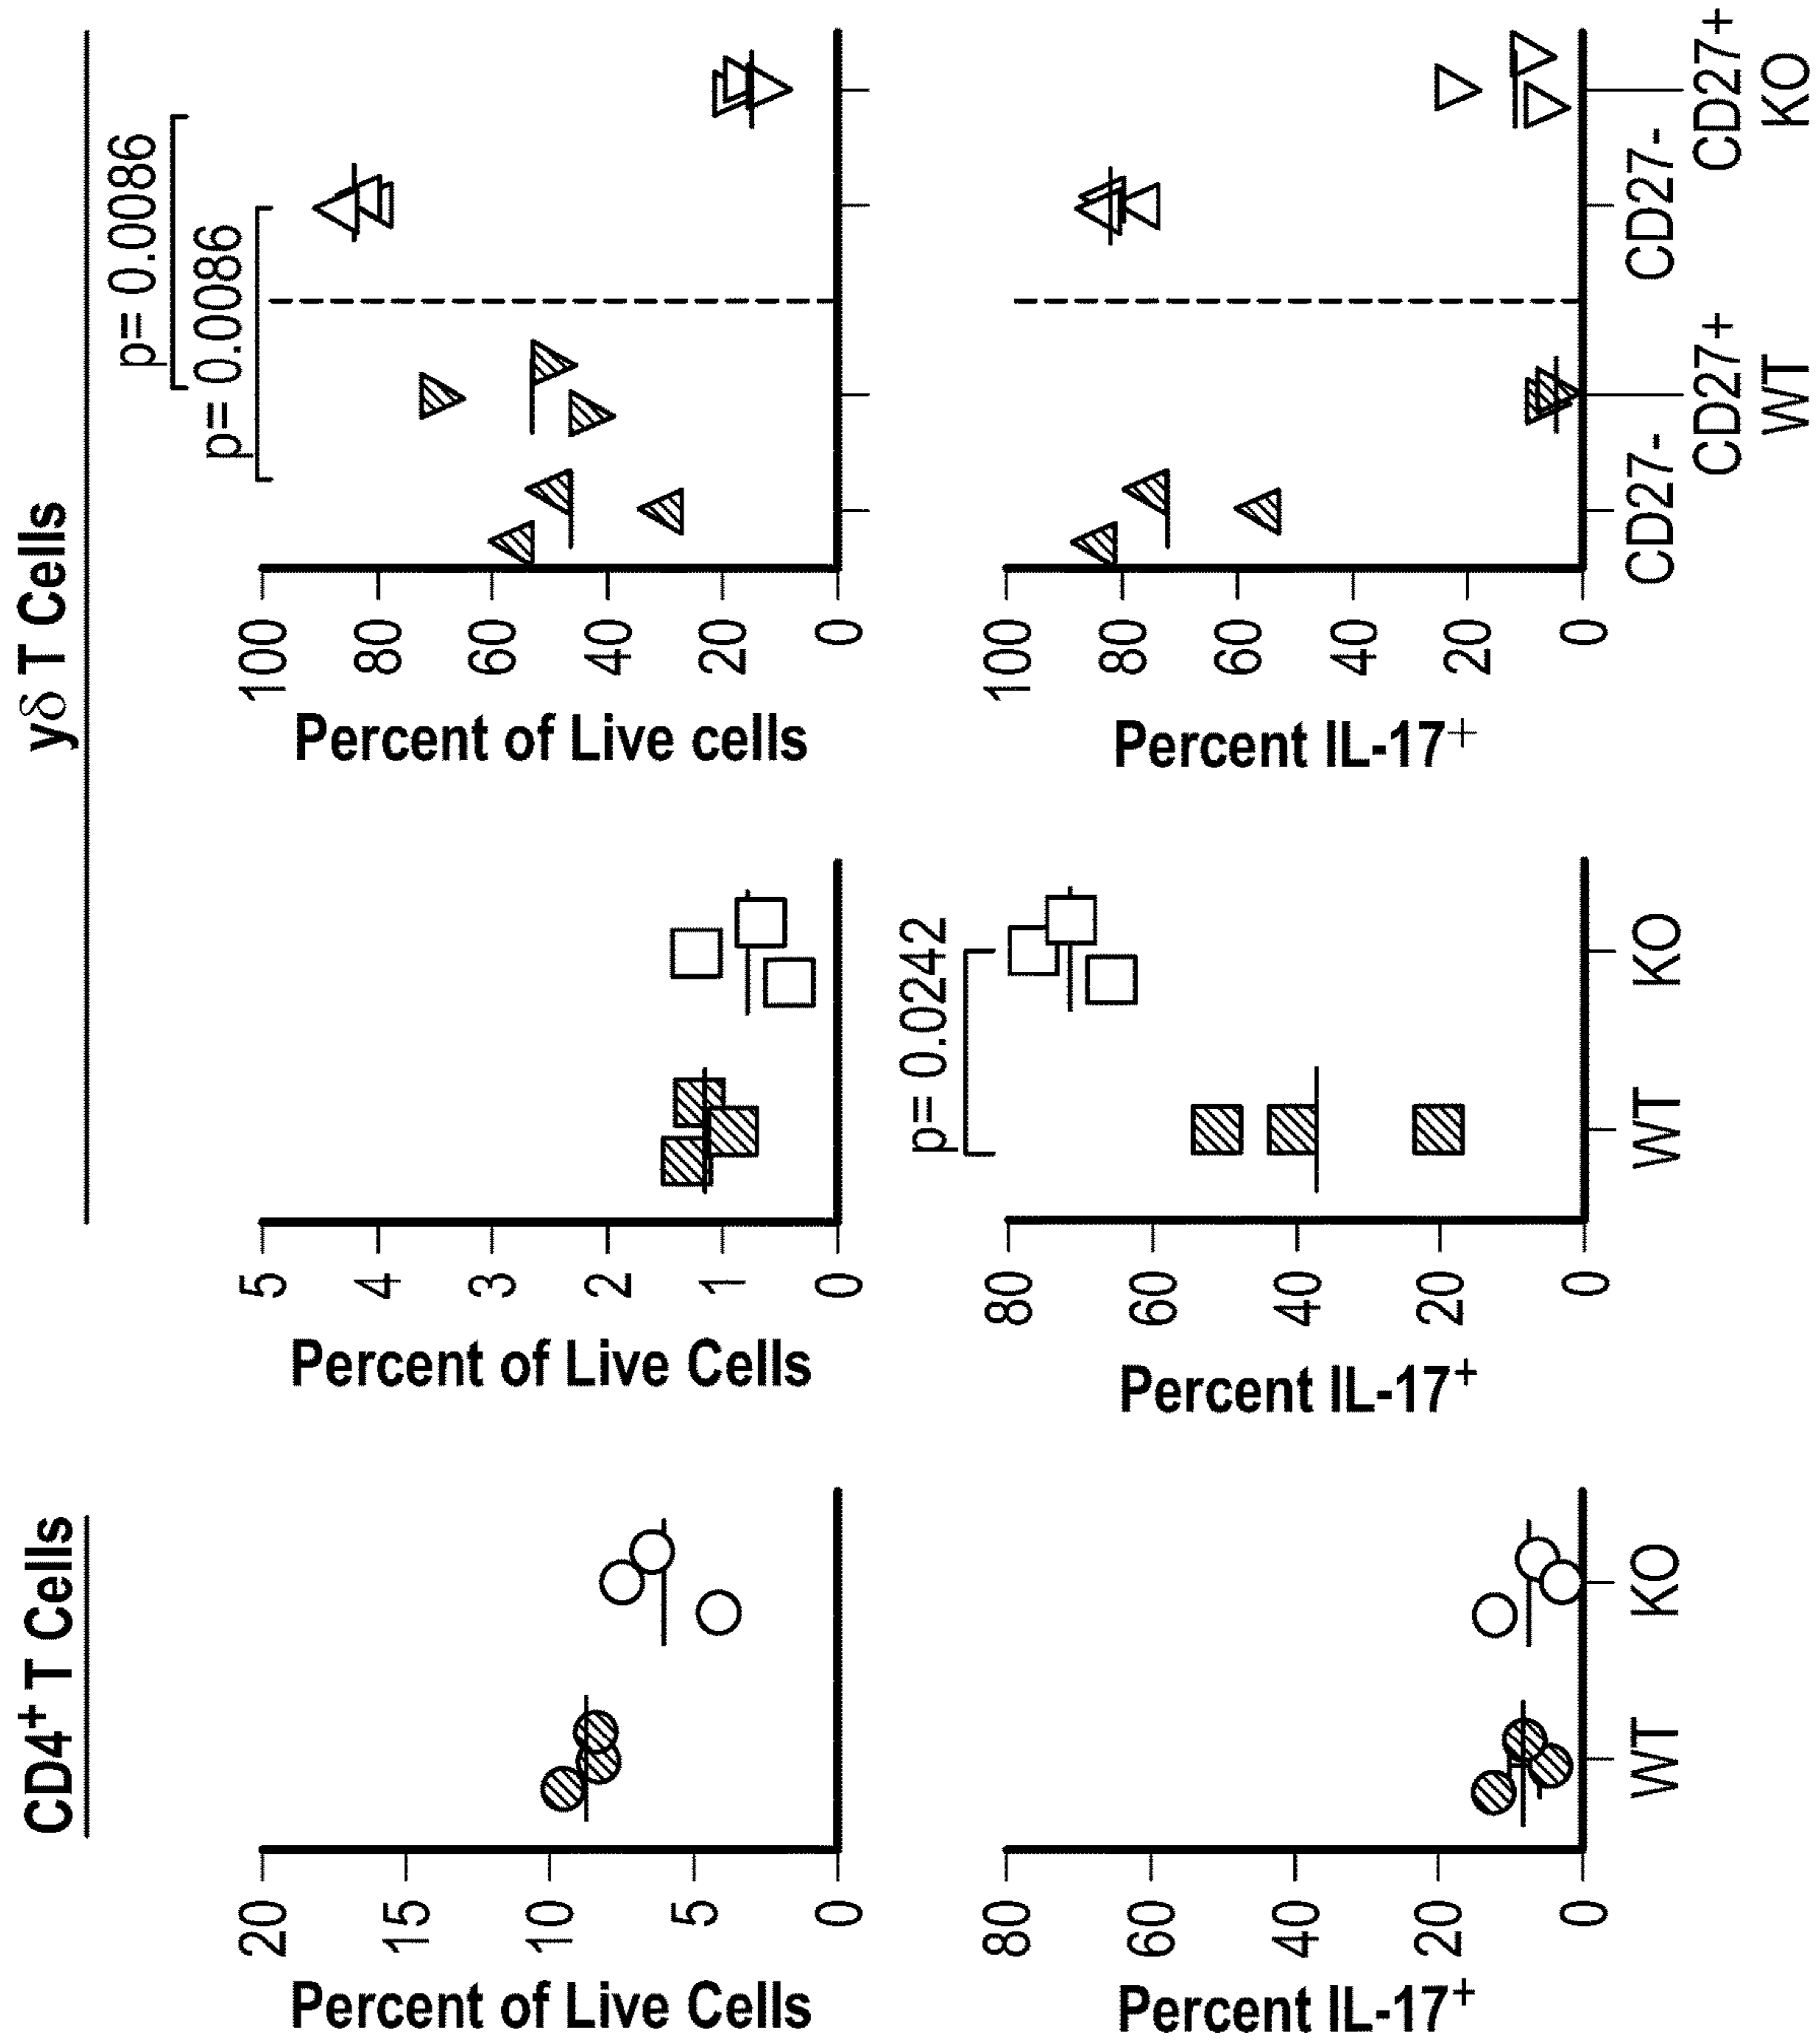 CD4+ T Cells
yδ T Cells
Percent of Live Cells
20
15
10
5
0
Percent of Live Cells
5
4
3
2
1
0
p= 0.0086
p= 0.0086
Percent of Live cells
100
80
60
40
20
0
Percent IL-17+
80
60
40
20
0
WT
KO
p= 0.0242
Percent IL-17+
80
60
40
20
0
WT
KO
Percent IL-17+
100
80
60
40
20
0
CD27-
CD27+
CD27-
CD27+
WT
KO